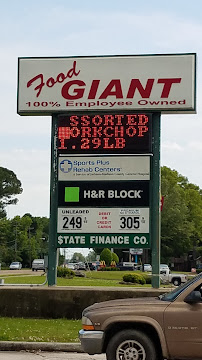 Food GIANT
100% Employee Owned
SSORTED
ORKCHOP
1.29LB
Sports Plus
Rehab Centers
H&R BLOCK
UNLEADED
249
305
DEBIT
OR
CREDIT
CARDS
STATE FINANCE CO.